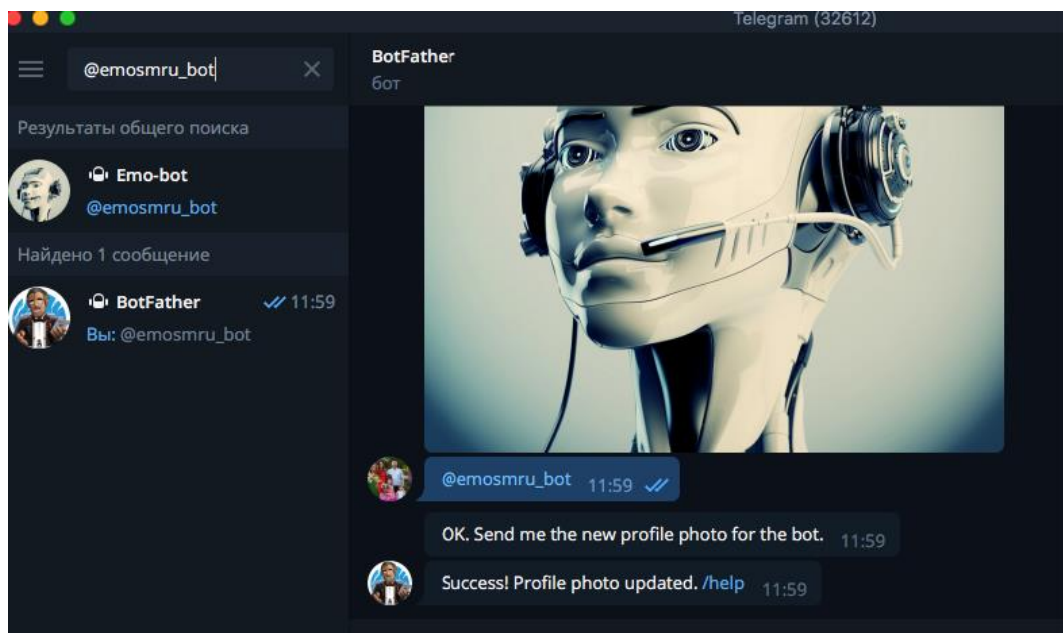 Telegram (32612)
@emosmru_bot
Результаты общего поиска
Emo-bot
@emosmru_bot
Найдено 1 сообщение
BotFather 11:59
Вы: @emosmru_bot
BotFather
бот
@emosmru_bot 11:59
OK. Send me the new profile photo for the bot. 11:59
Success! Profile photo updated. /help 11:59